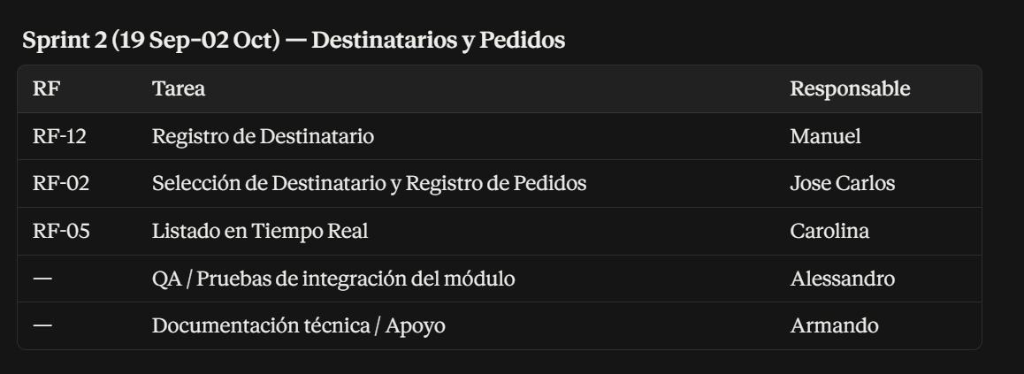 Sprint 2 (19 Sep–02 Oct) — Destinatarios y Pedidos
RF Tarea Responsable
RF-12 Registro de Destinatario Manuel
RF-02 Selección de Destinatario y Registro de Pedidos Jose Carlos
RF-05 Listado en Tiempo Real Carolina
— QA / Pruebas de integración del módulo Alessandro
— Documentación técnica / Apoyo Armando